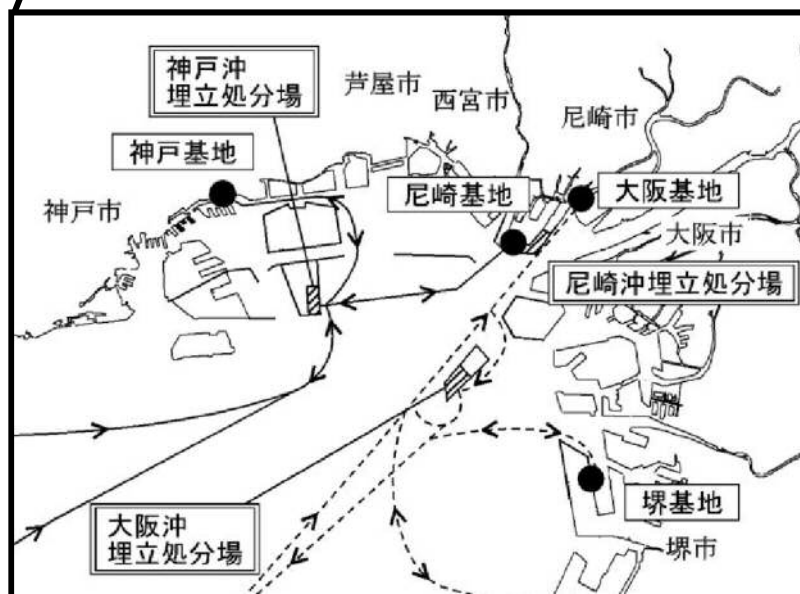 神戸沖
埋立処分場
芦屋市
西宮市
尼崎市
神戸基地
尼崎基地
大阪基地
神戸市
大阪市
尼崎沖埋立処分場
大阪沖
埋立処分場
堺基地
堺市